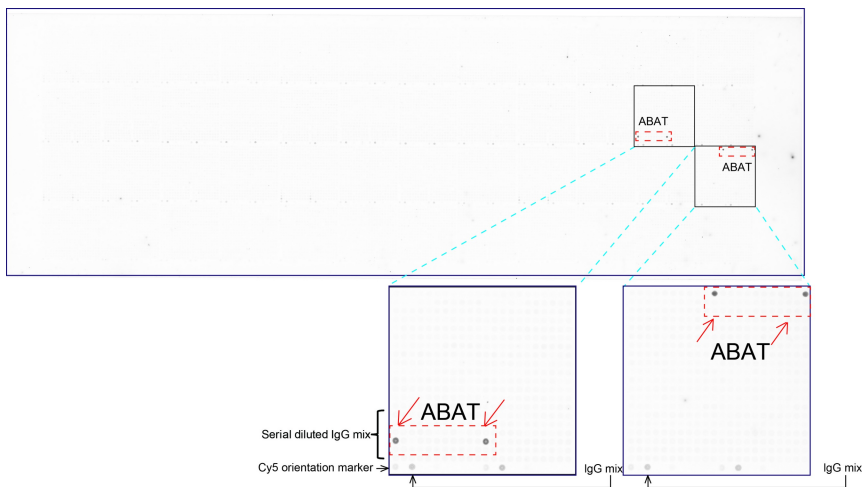 ABAT
ABAT
ABAT
ABAT
Serial diluted IgG mix
Cy5 orientation marker
IgG mix
IgG mix